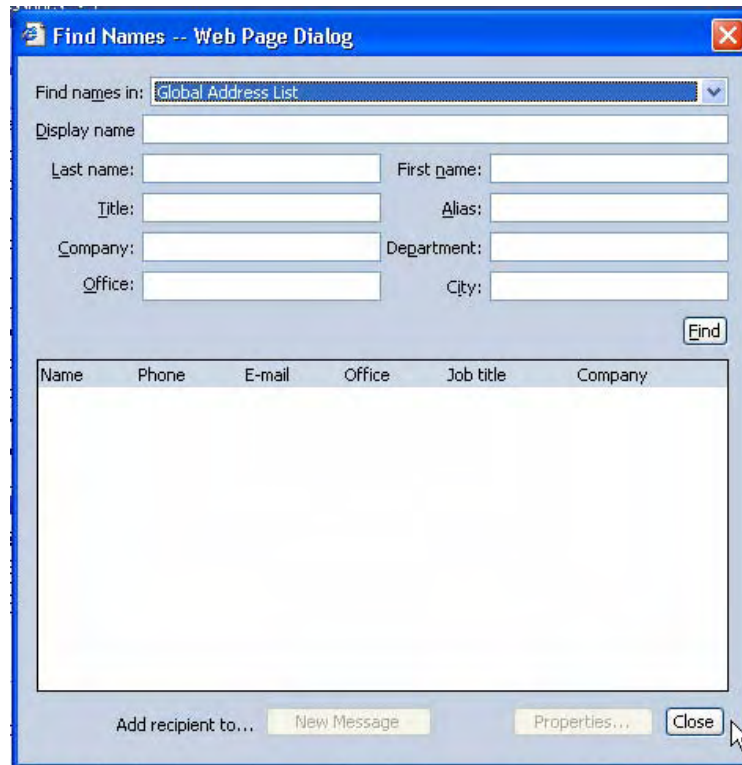 Find Names -- Web Page Dialog
Find names in: Global Address List
Display name
Last name: First name:
Title: Alias:
Company: Department:
Office: City:
Find
Name Phone E-mail Office Job title Company
Add recipient to... New Message Properties... Close